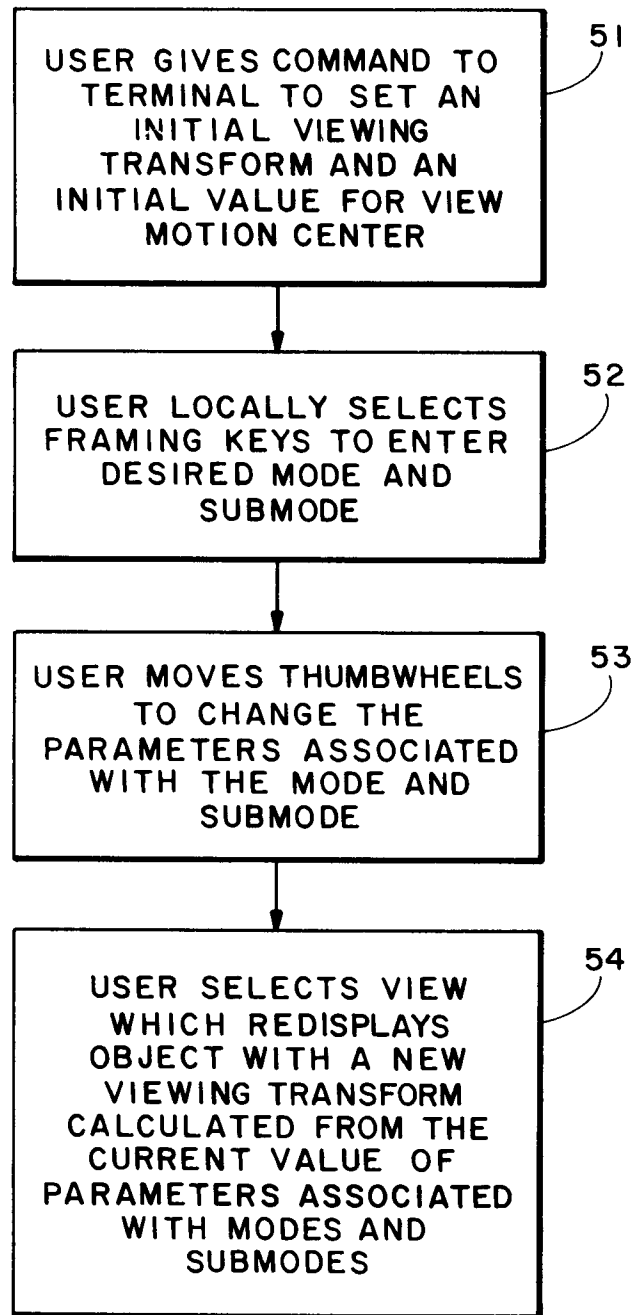 USER GIVES COMMAND TO
TERMINAL TO SET AN
INITIAL VIEWING
TRANSFORM AND AN
INITIAL VALUE FOR VIEW
MOTION CENTER
51
USER LOCALLY SELECTS
FRAMING KEYS TO ENTER
DESIRED MODE AND
SUBMODE
52
USER MOVES THUMBWHEELS
TO CHANGE THE
PARAMETERS ASSOCIATED
WITH THE MODE AND
SUBMODE
53
USER SELECTS VIEW
WHICH REDISPLAYS
OBJECT WITH A NEW
VIEWING TRANSFORM
CALCULATED FROM THE
CURRENT VALUE OF
PARAMETERS ASSOCIATED
WITH MODES AND
SUBMODES
54